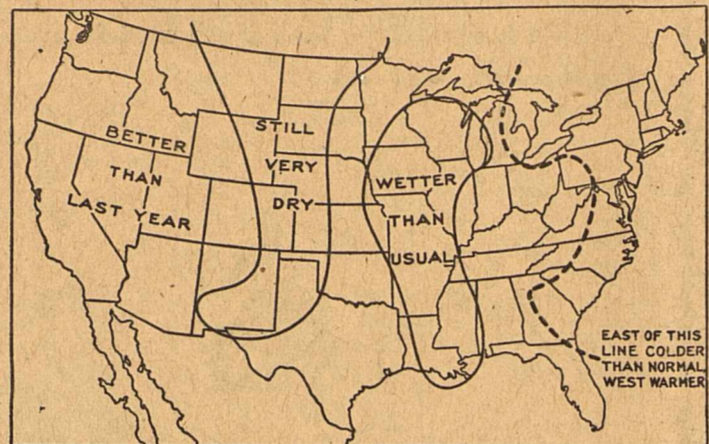 BETTER
THAN
LAST YEAR
STILL
VERY
DRY
WETTER
THAN
USUAL
EAST OF THIS
LINE COLDER
THAN NORMAL,
WEST WARMER